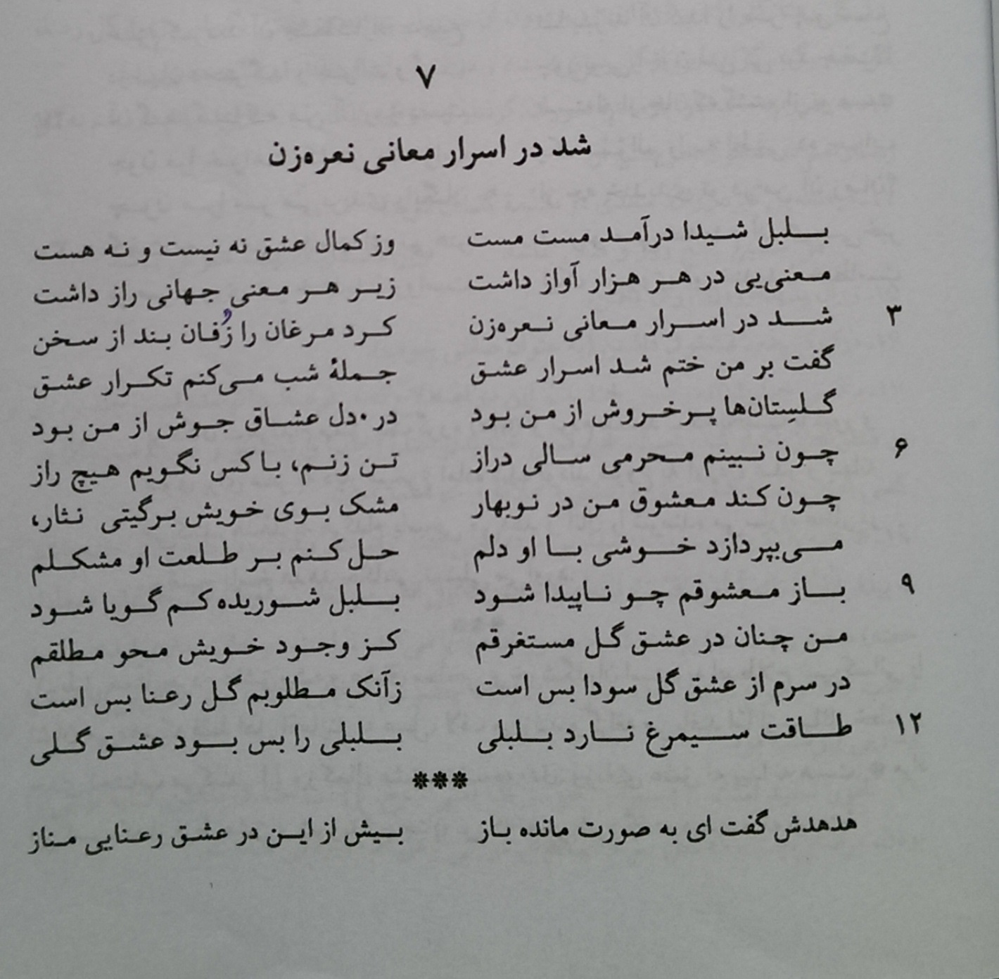 ۷
شد در اسرار معانی نعره‌زن
بلبل شیدا درآمد مست مست وز کمال عشق نه نیست و نه هست
معنی‌یی در هر هزار آواز داشت زیر هر معنی جهانی راز داشت
۳ شد در اسرار معانی نعره‌زن کرد مرغان را زُفان بند از سخن
گفت بر من ختم شد اسرار عشق جملهٔ شب می‌کنم تکرار عشق
گلسِتان‌ها پرخروش از من بود در دل عشاق جوش از من بود
۶ چون نبینم محرمی سالی دراز تن زنم، با کس نگویم هیچ راز
چون کند معشوق من در نوبهار مشک بوی خویش برگیتی نثار،
می‌بپردازد خوشی با او دلم حل کنم بر طلعت او مشکلم
۹ باز معشوقم چو ناپیدا شود بلبل شوریده کم گویا شود
من چنان در عشق گل مستغرقم کز وجود خویش محو مطلقم
در سرم از عشق گل سودا بس است زآنک مطلوبم گل رعنا بس است
۱۲ طاقت سیمرغ نارد بلبلی بلبلی را بس بود عشق گلی
***
هدهدش گفت ای به صورت مانده باز بیش از این در عشق رعنایی مناز